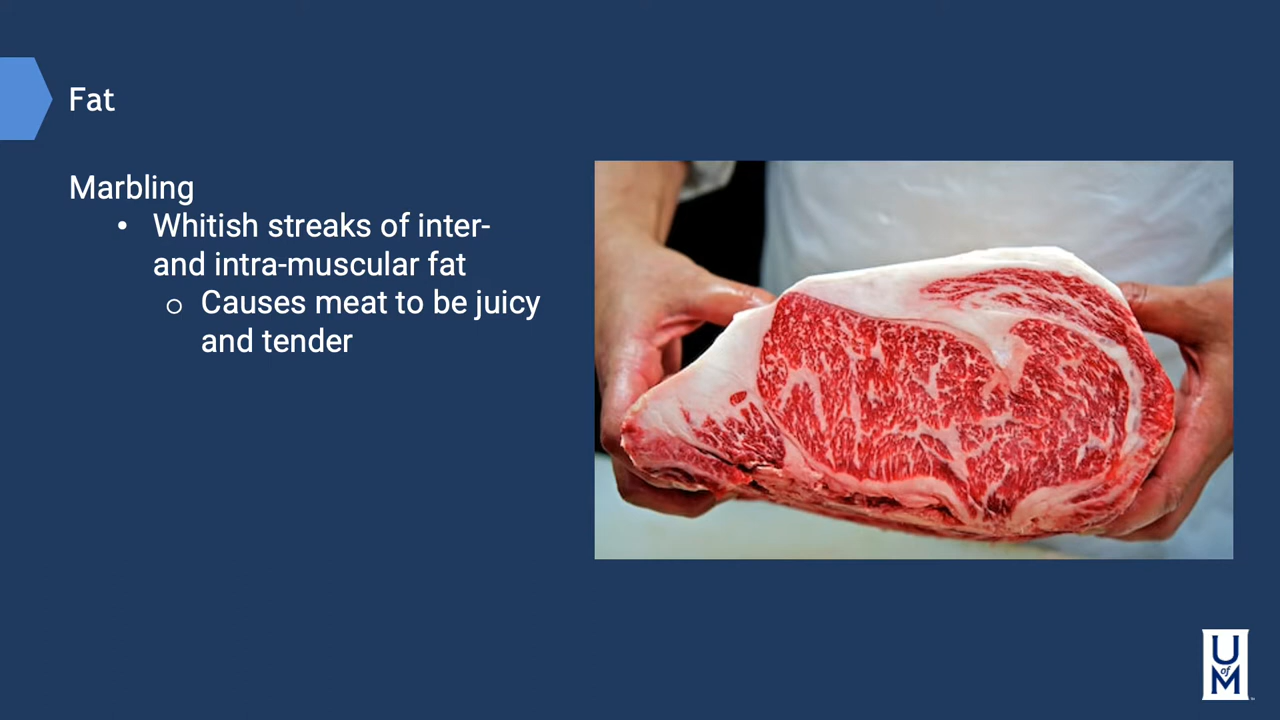 Fat
Marbling
• Whitish streaks of inter-
and intra-muscular fat
o Causes meat to be juicy
and tender
U
of
M